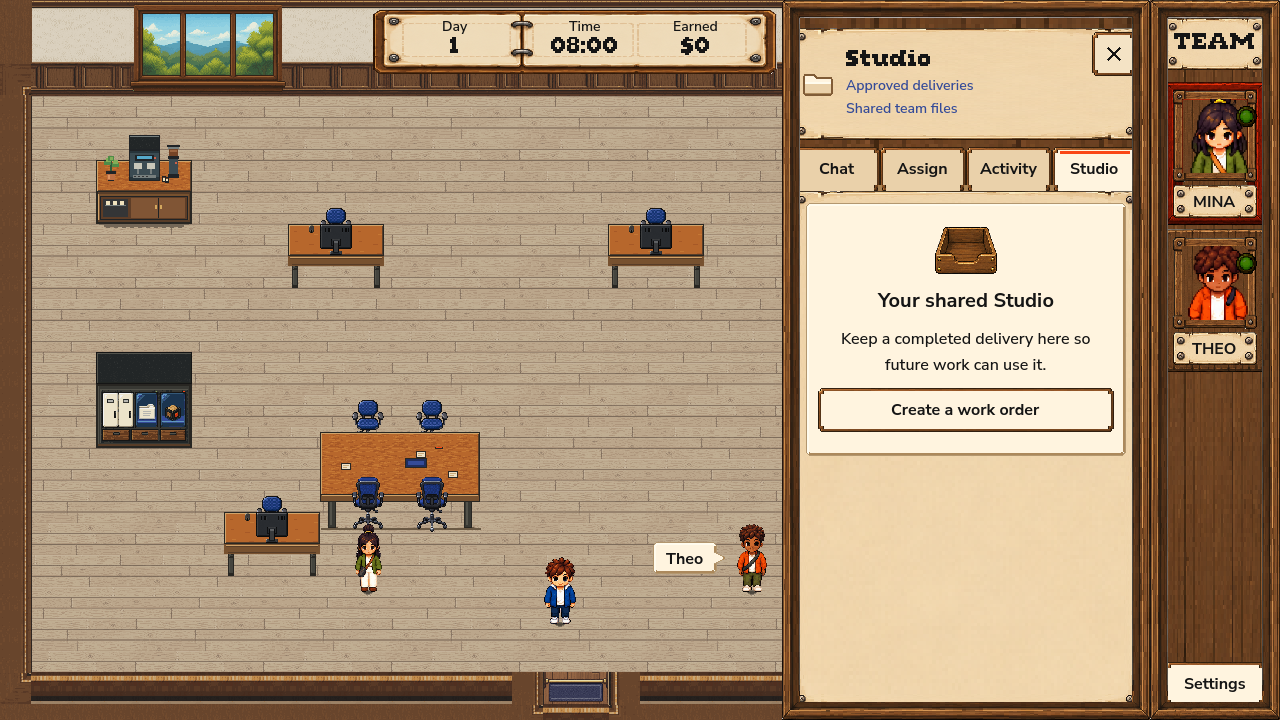 Day
1
Time
08:00
Earned
$0
Studio
Approved deliveries
Shared team files
Chat
Assign
Activity
Studio
Your shared Studio
Keep a completed delivery here so
future work can use it.
Create a work order
TEAM
MINA
THEO
Settings
Theo